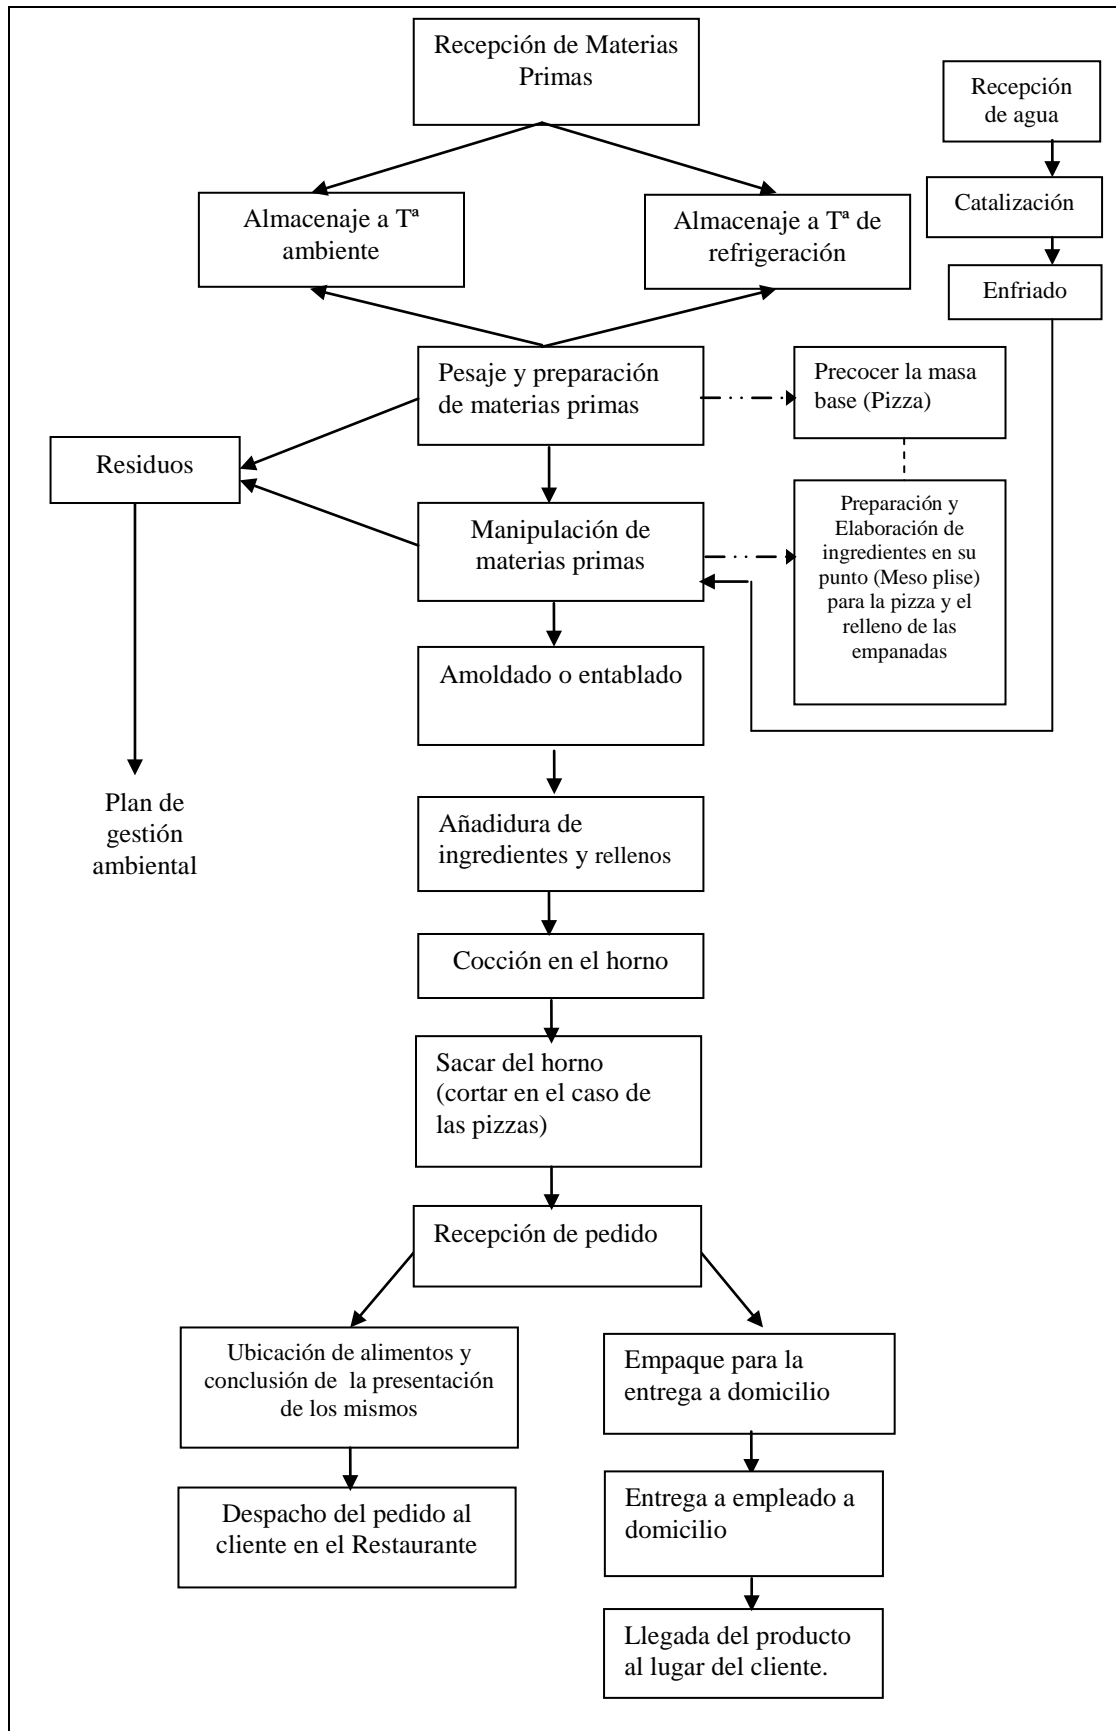 Recepción de Materias
Primas
Recepción
de agua
Catalización
Enfriado
Almacenaje a Tª
ambiente
Almacenaje a Tª de
refrigeración
Pesaje y preparación
de materias primas
Precocer la masa
base (Pizza)
Residuos
Manipulación de
materias primas
Preparación y
Elaboración de
ingredientes en su
punto (Meso plise)
para la pizza y el
relleno de las
empanadas
Amoldado o entablado
Plan de
gestión
ambiental
Añadidura de
ingredientes y rellenos
Cocción en el horno
Sacar del horno
(cortar en el caso de
las pizzas)
Recepción de pedido
Ubicación de alimentos y
conclusión de la presentación
de los mismos
Despacho del pedido al
cliente en el Restaurante
Empaque para la
entrega a domicilio
Entrega a empleado a
domicilio
Llegada del producto
al lugar del cliente.